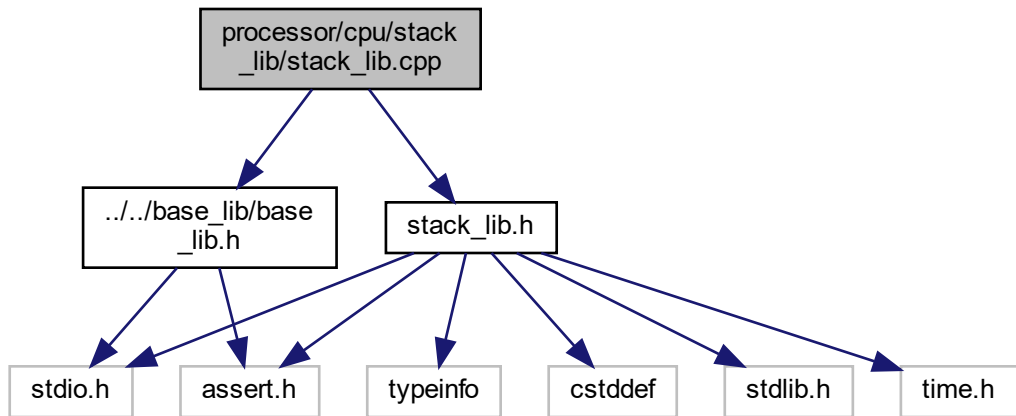 processor/cpu/stack
_lib/stack_lib.cpp
../../base_lib/base
_lib.h
stack_lib.h
stdio.h
assert.h
typeinfo
cstddef
stdlib.h
time.h